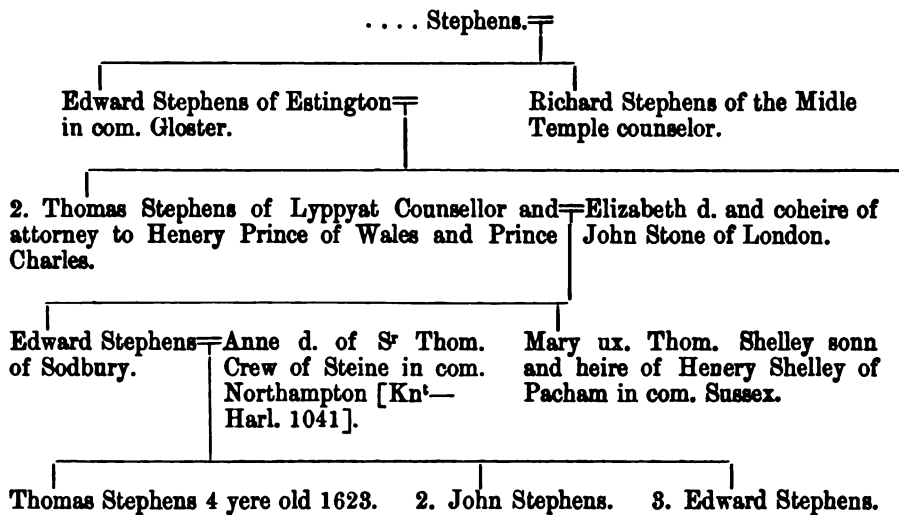 . . . . Stephens.
Edward Stephens of Estington
in com. Gloster.
Richard Stephens of the Midle
Temple counselor.
2. Thomas Stephens of Lyppyat Counsellor and
attorney to Henery Prince of Wales and Prince
Charles.
Elizabeth d. and coheire of
John Stone of London.
Edward Stephens
of Sodbury.
Anne d. of Sʳ Thom.
Crew of Steine in com.
Northampton [Knᵗ—
Harl. 1041].
Mary ux. Thom. Shelley sonn
and heire of Henery Shelley of
Pacham in com. Sussex.
Thomas Stephens 4 yere old 1623.
2. John Stephens.
3. Edward Stephens.